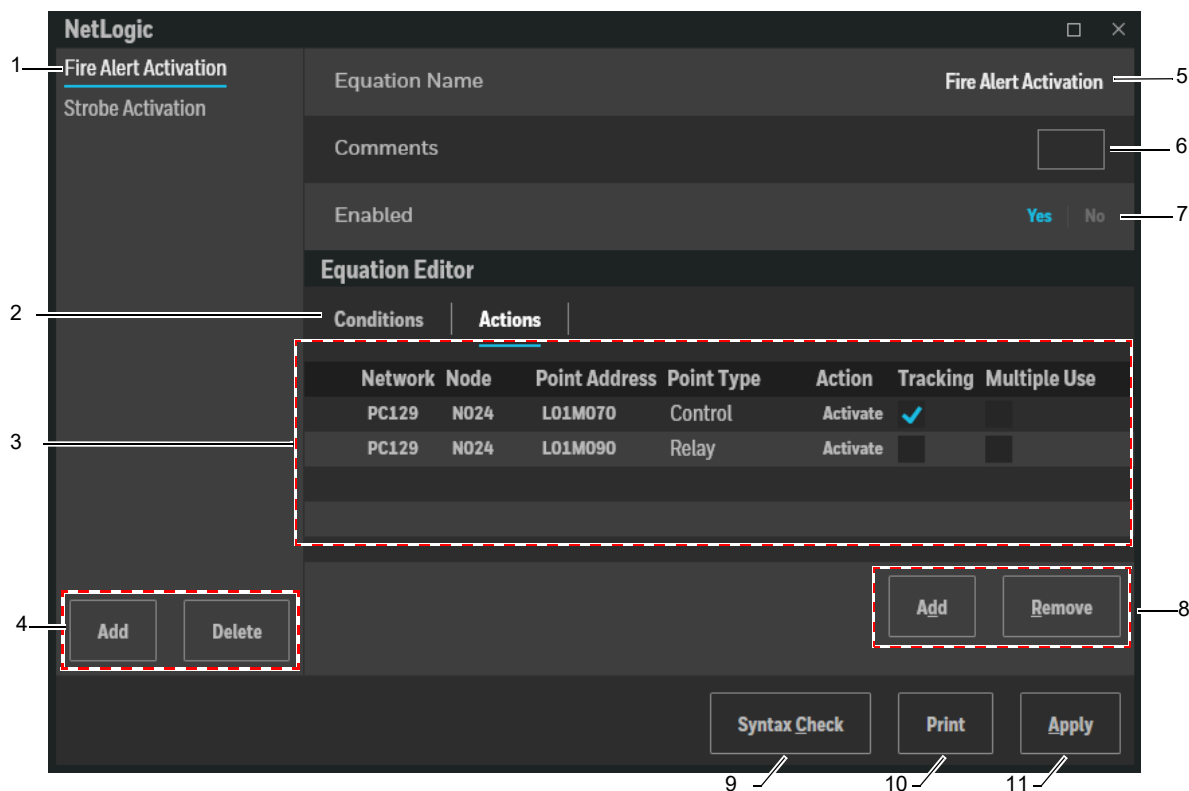 NetLogic
1
Fire Alert Activation
Strobe Activation
Equation Name
Fire Alert Activation
5
Comments
6
Enabled
Yes
No
7
Equation Editor
2
Conditions
Actions
3
Network Node Point Address Point Type Action Tracking Multiple Use
PC129 N024 L01M070 Control Activate
PC129 N024 L01M090 Relay Activate
4
Add
Delete
Add
Remove
8
Syntax Check
Print
Apply
9
10
11